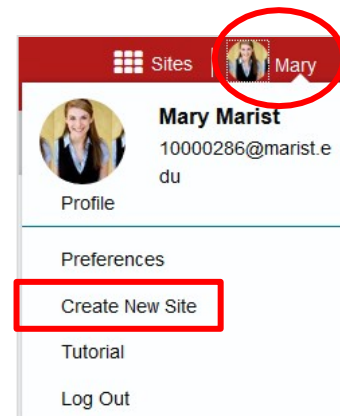 Sites | Mary
Mary Marist
10000286@marist.e
du
Profile
Preferences
Create New Site
Tutorial
Log Out